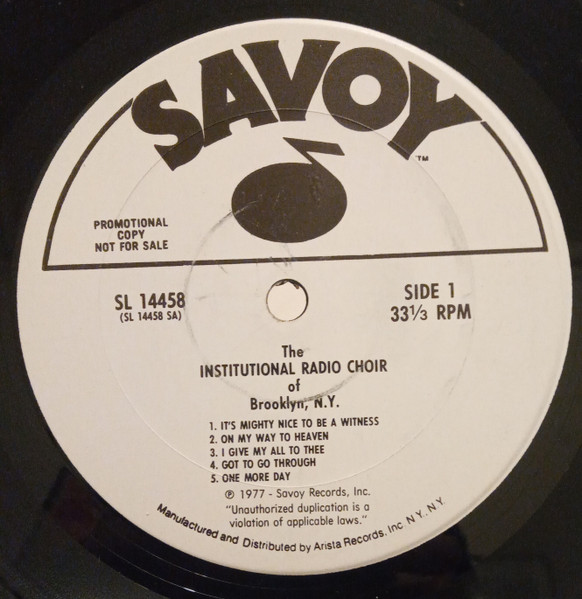 SAVOY
™
PROMOTIONAL
COPY
NOT FOR SALE
SL 14458
(SL 14458 SA)
SIDE 1
33⅓ RPM
The
INSTITUTIONAL RADIO CHOIR
of
Brooklyn, N.Y.
1. IT'S MIGHTY NICE TO BE A WITNESS
2. ON MY WAY TO HEAVEN
3. I GIVE MY ALL TO THEE
4. GOT TO GO THROUGH
5. ONE MORE DAY
℗ 1977 - Savoy Records, Inc.
"Unauthorized duplication is a
violation of applicable laws."
Manufactured and Distributed by Arista Records, Inc N.Y., N.Y.